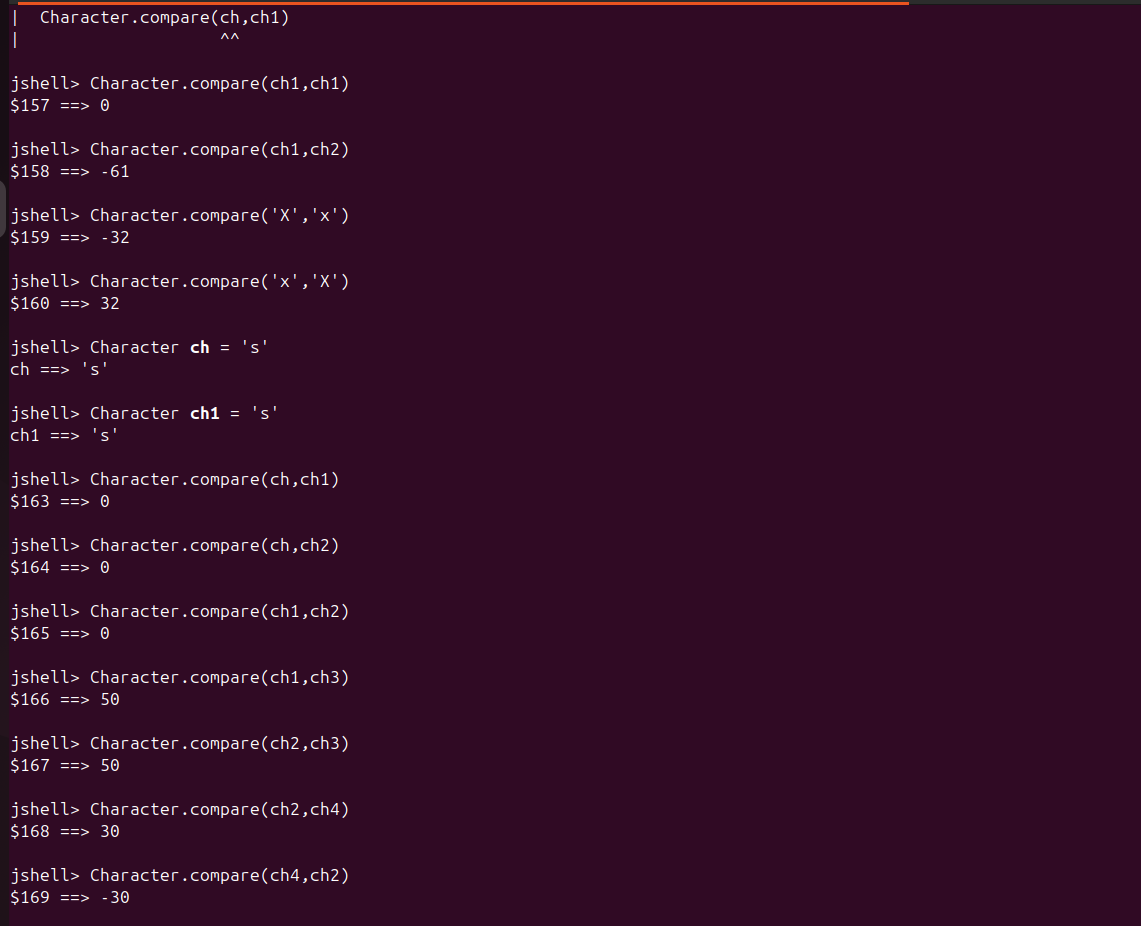 |  Character.compare(ch,ch1)
|                    ^^
jshell> Character.compare(ch1,ch1)
$157 ==> 0
jshell> Character.compare(ch1,ch2)
$158 ==> -61
jshell> Character.compare('X','x')
$159 ==> -32
jshell> Character.compare('x','X')
$160 ==> 32
jshell> Character ch = 's'
ch ==> 's'
jshell> Character ch1 = 's'
ch1 ==> 's'
jshell> Character.compare(ch,ch1)
$163 ==> 0
jshell> Character.compare(ch,ch2)
$164 ==> 0
jshell> Character.compare(ch1,ch2)
$165 ==> 0
jshell> Character.compare(ch1,ch3)
$166 ==> 50
jshell> Character.compare(ch2,ch3)
$167 ==> 50
jshell> Character.compare(ch2,ch4)
$168 ==> 30
jshell> Character.compare(ch4,ch2)
$169 ==> -30